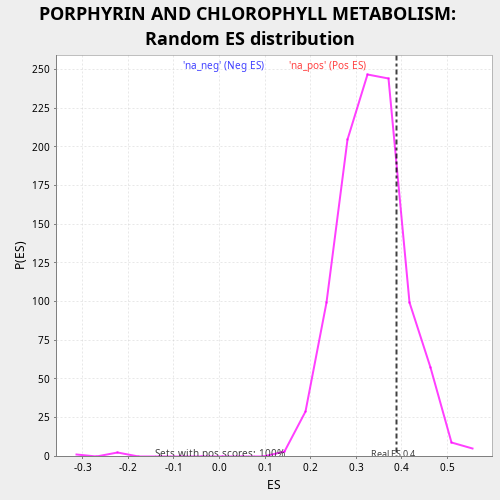 PORPHYRIN AND CHLOROPHYLL METABOLISM:
Random ES distribution
'na_neg' (Neg ES) 'na_pos' (Pos ES)
250
225
200
175
150
125
100
75
50
25
0
P(ES)
Sets with pos scores: 100%
Real ES 0.4
-0.3 -0.2 -0.1 0.0 0.1 0.2 0.3 0.4 0.5
ES